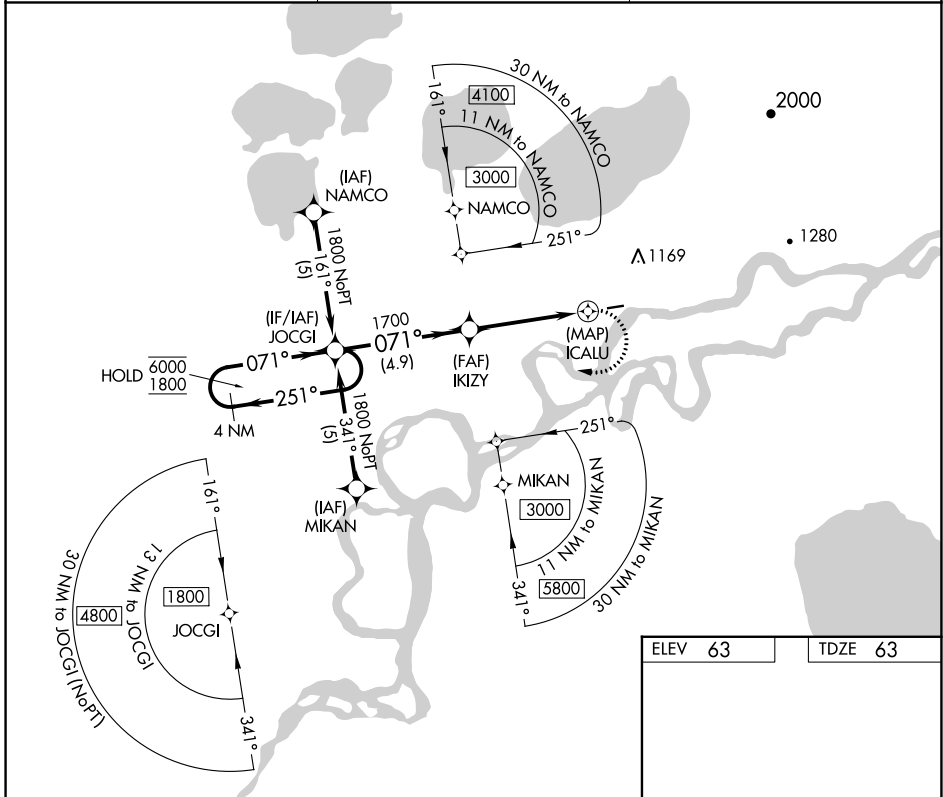 30 NM to NAMCO
161°
4100
11 NM to NAMCO
3000
NAMCO
251°
2000
1280
1169
(IAF)
NAMCO
1800 NoPT
161°
(5)
(IF/IAF)
JOCGI
1700
071°
(4.9)
(FAF)
IKIZY
(MAP)
ICALU
HOLD 6000
1800
071°
251°
4 NM
1800 NoPT
341°
(5)
(IAF)
MIKAN
251°
MIKAN
3000
11 NM to MIKAN
5800
30 NM to MIKAN
341°
161°
30 NM to JOCGI (NoPT)
4800
13 NM to JOCGI
1800
JOCGI
341°
ELEV 63
TDZE 63